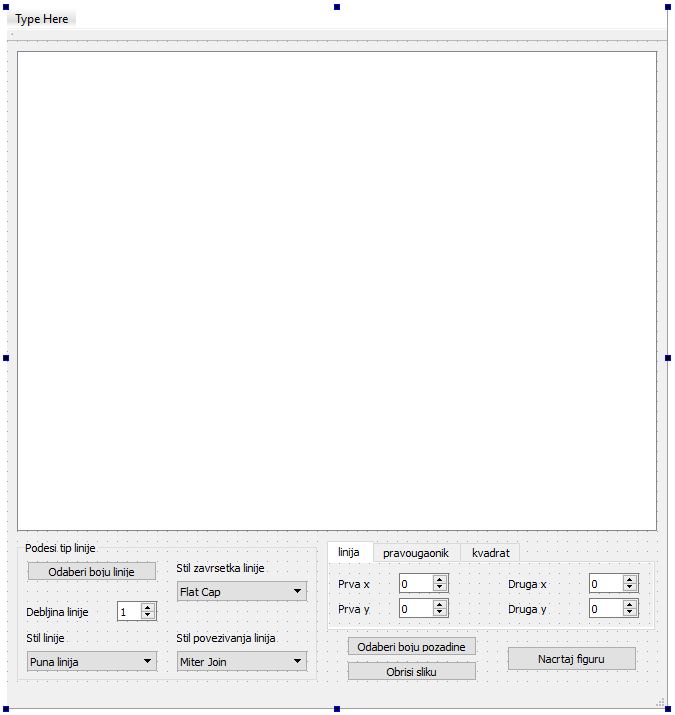 Type Here
Podesi tip linije
Odaberi boju linije
Stil zavrsetka linije
Flat Cap
Debljina linije
1
Stil linije
Stil povezivanja linija
Puna linija
Miter Join
linija
pravougaonik
kvadrat
Prva x
0
Druga x
0
Prva y
0
Druga y
0
Odaberi boju pozadine
Obrisi sliku
Nacrtaj figuru